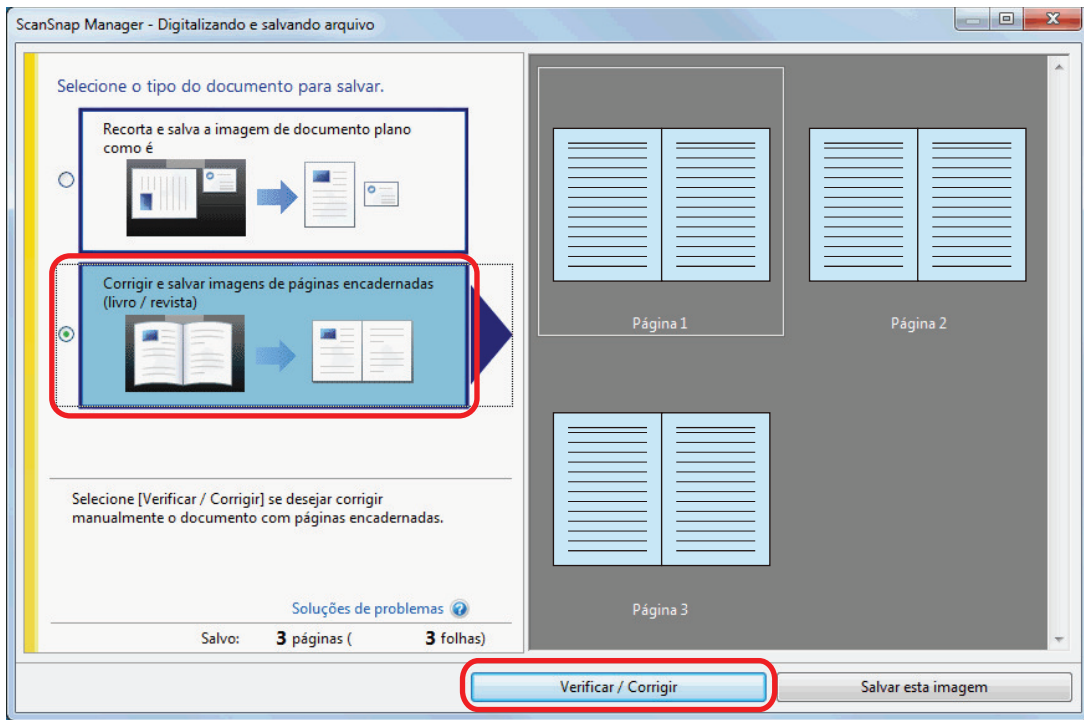 ScanSnap Manager - Digitalizando e salvando arquivo
Selecione o tipo do documento para salvar.
Recorta e salva a imagem de documento plano
como é
Corrigir e salvar imagens de páginas encadernadas
(livro / revista)
Selecione [Verificar / Corrigir] se desejar corrigir
manualmente o documento com páginas encadernadas.
Soluções de problemas
Salvo: 3 páginas ( 3 folhas)
Página 1
Página 2
Página 3
Verificar / Corrigir
Salvar esta imagem